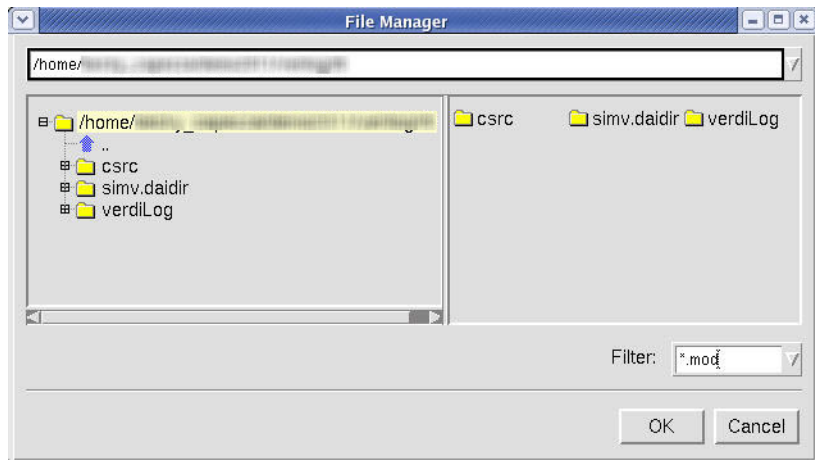 File Manager
/home/
/home/
..
csrc
simv.daidir
verdiLog
csrc simv.daidir verdiLog
Filter: *.mod
OK Cancel